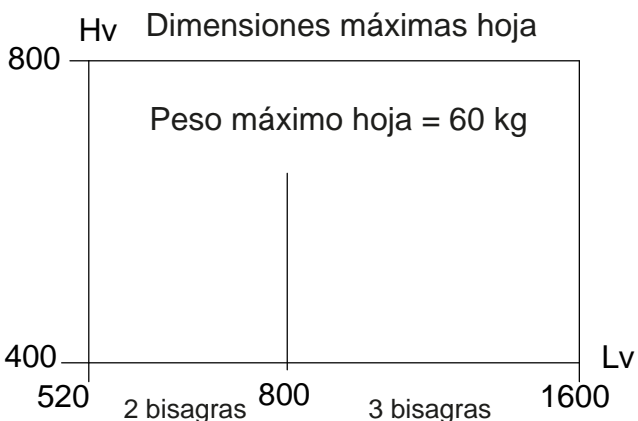 Hv Dimensiones máximas hoja
800
Peso máximo hoja = 60 kg
400 Lv
520 2 bisagras 800 3 bisagras 1600